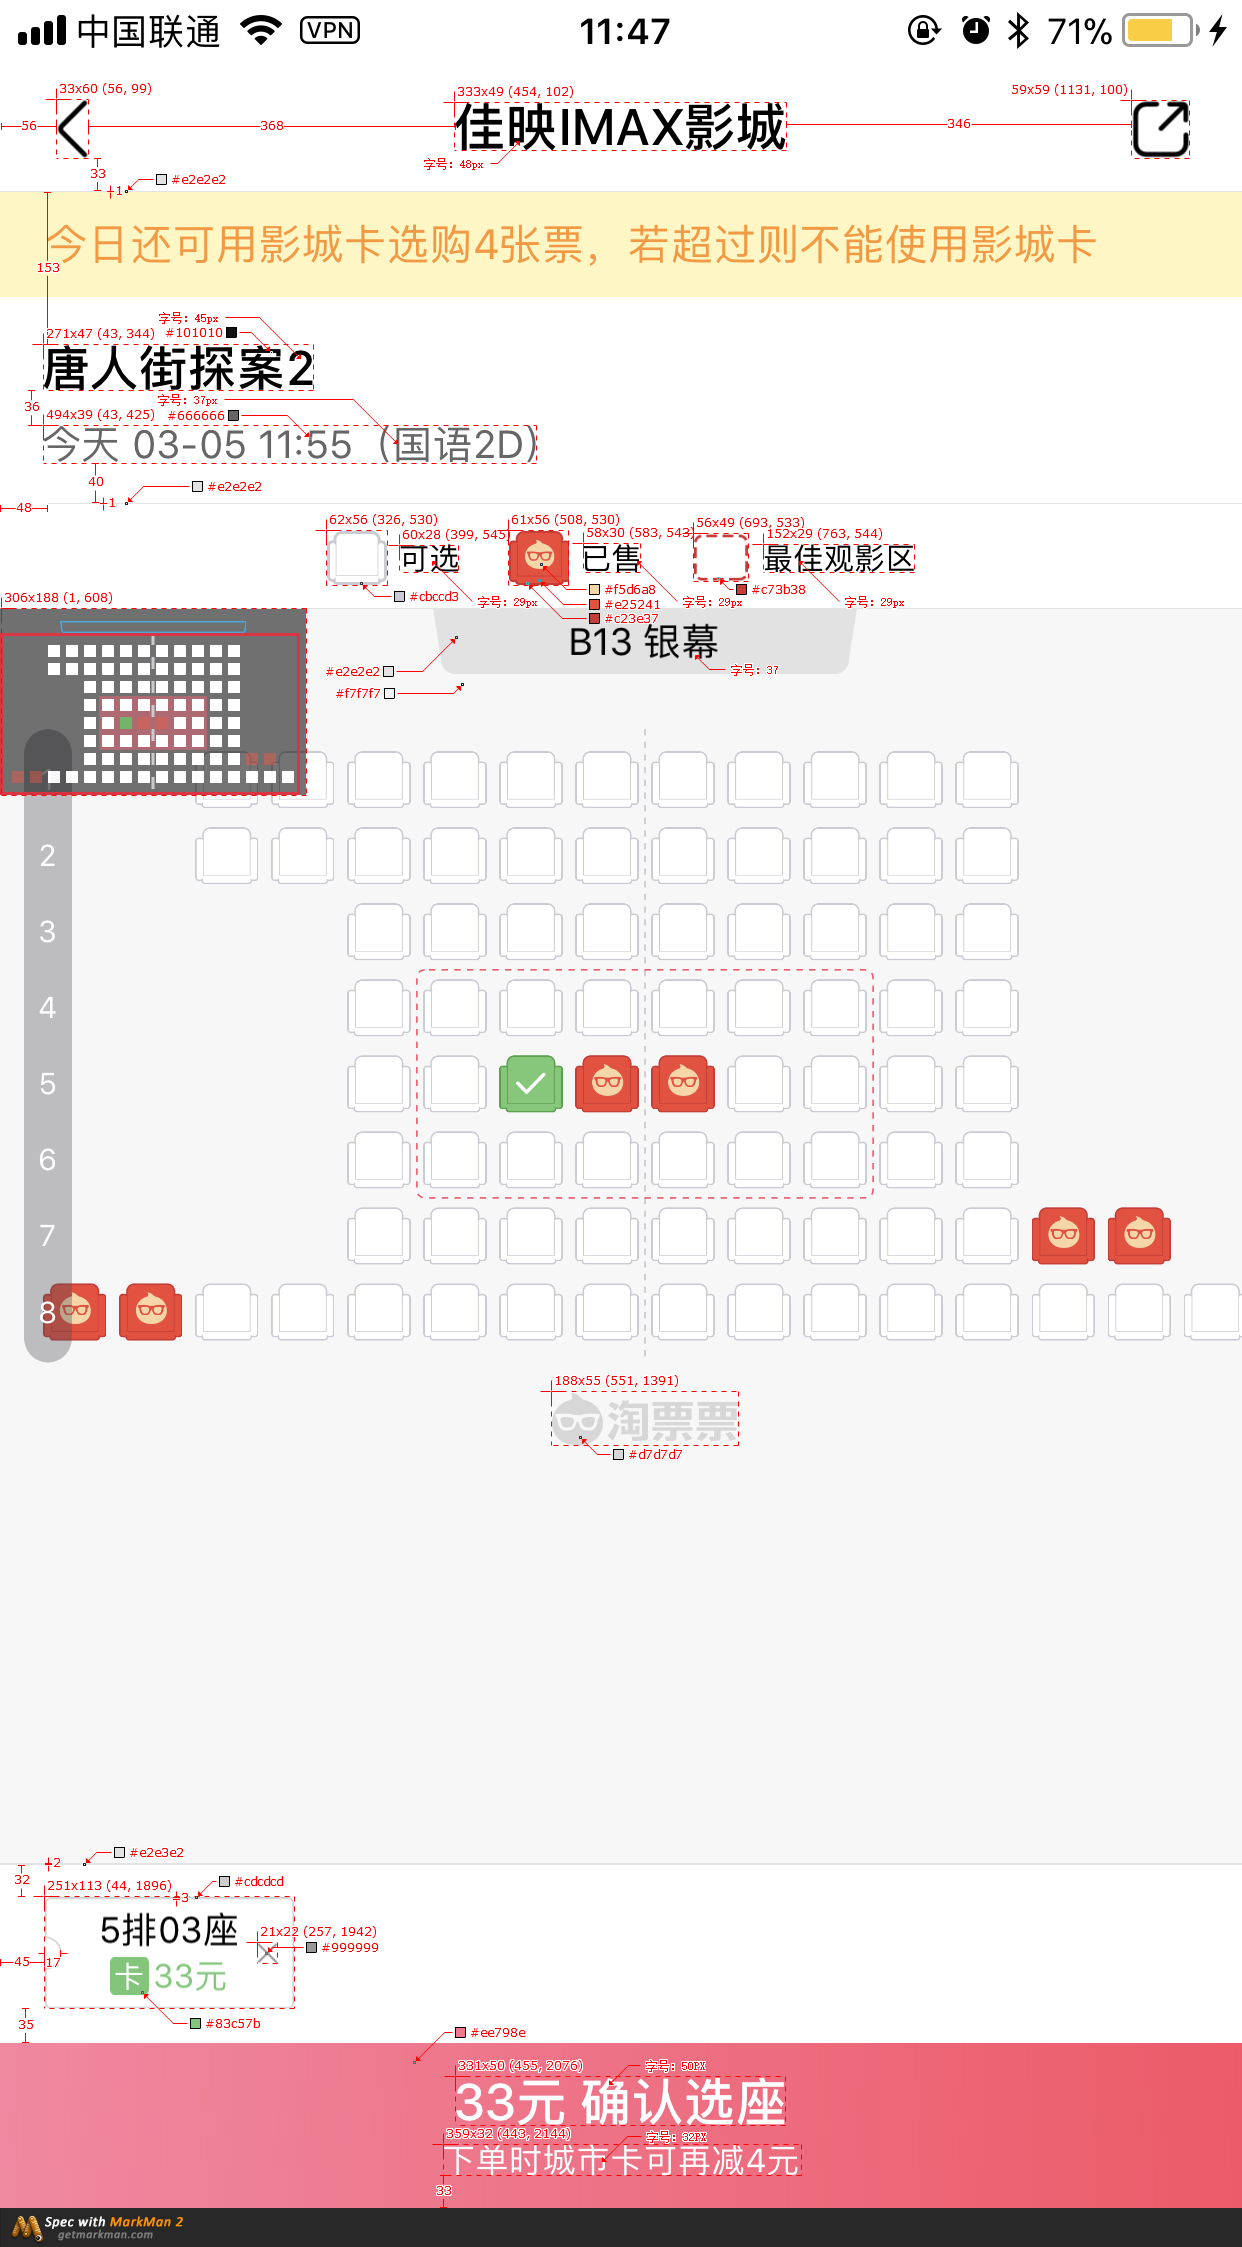 中国联通 VPN 11:47 71%
33x60 (56, 99) 333x49 (454, 102) 59x59 (1131, 100)
56 368 佳映IMAX影城 346
字号: 48px
33
1 #e2e2e2
今日还可用影城卡选购4张票，若超过则不能使用影城卡
153
字号: 45px
271x47 (43, 344) #101010
唐人街探案2
36 字号: 37px
494x39 (43, 425) #666666
今天 03-05 11:55（国语2D）
40
#e2e2e2
1
48
62x56 (326, 530) 61x56 (508, 530) 56x49 (693, 533)
60x28 (399, 545) 58x30 (583, 543) 152x29 (763, 544)
可选 已售 最佳观影区
#cbccd3 #f5d6a8 #c73b38
字号: 29px #e25241 字号: 29px 字号: 29px
#c23e37
306x188 (1, 608)
B13 银幕
#e2e2e2 字号: 37
#f7f7f7
1
2
3
4
5
6
7
8
188x55 (551, 1391)
淘票票
#d7d7d7
2 #e2e3e2
32
251x113 (44, 1896) #cdcdcd
3
5排03座
21x22 (257, 1942)
#999999
45 17
卡 33元
35 #83c57b
#ee798e
331x50 (455, 2076) 字号: 50PX
33元 确认选座
359x32 (443, 2144) 字号: 32PX
下单时城市卡可再减4元
33
Spec with MarkMan 2
getmarkman.com